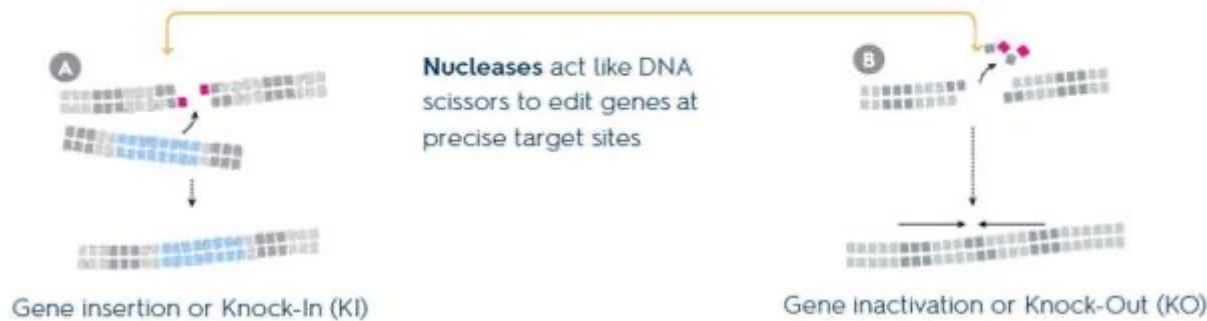 A
Nucleases act like DNA
scissors to edit genes at
precise target sites
B
Gene insertion or Knock-In (KI)
Gene inactivation or Knock-Out (KO)